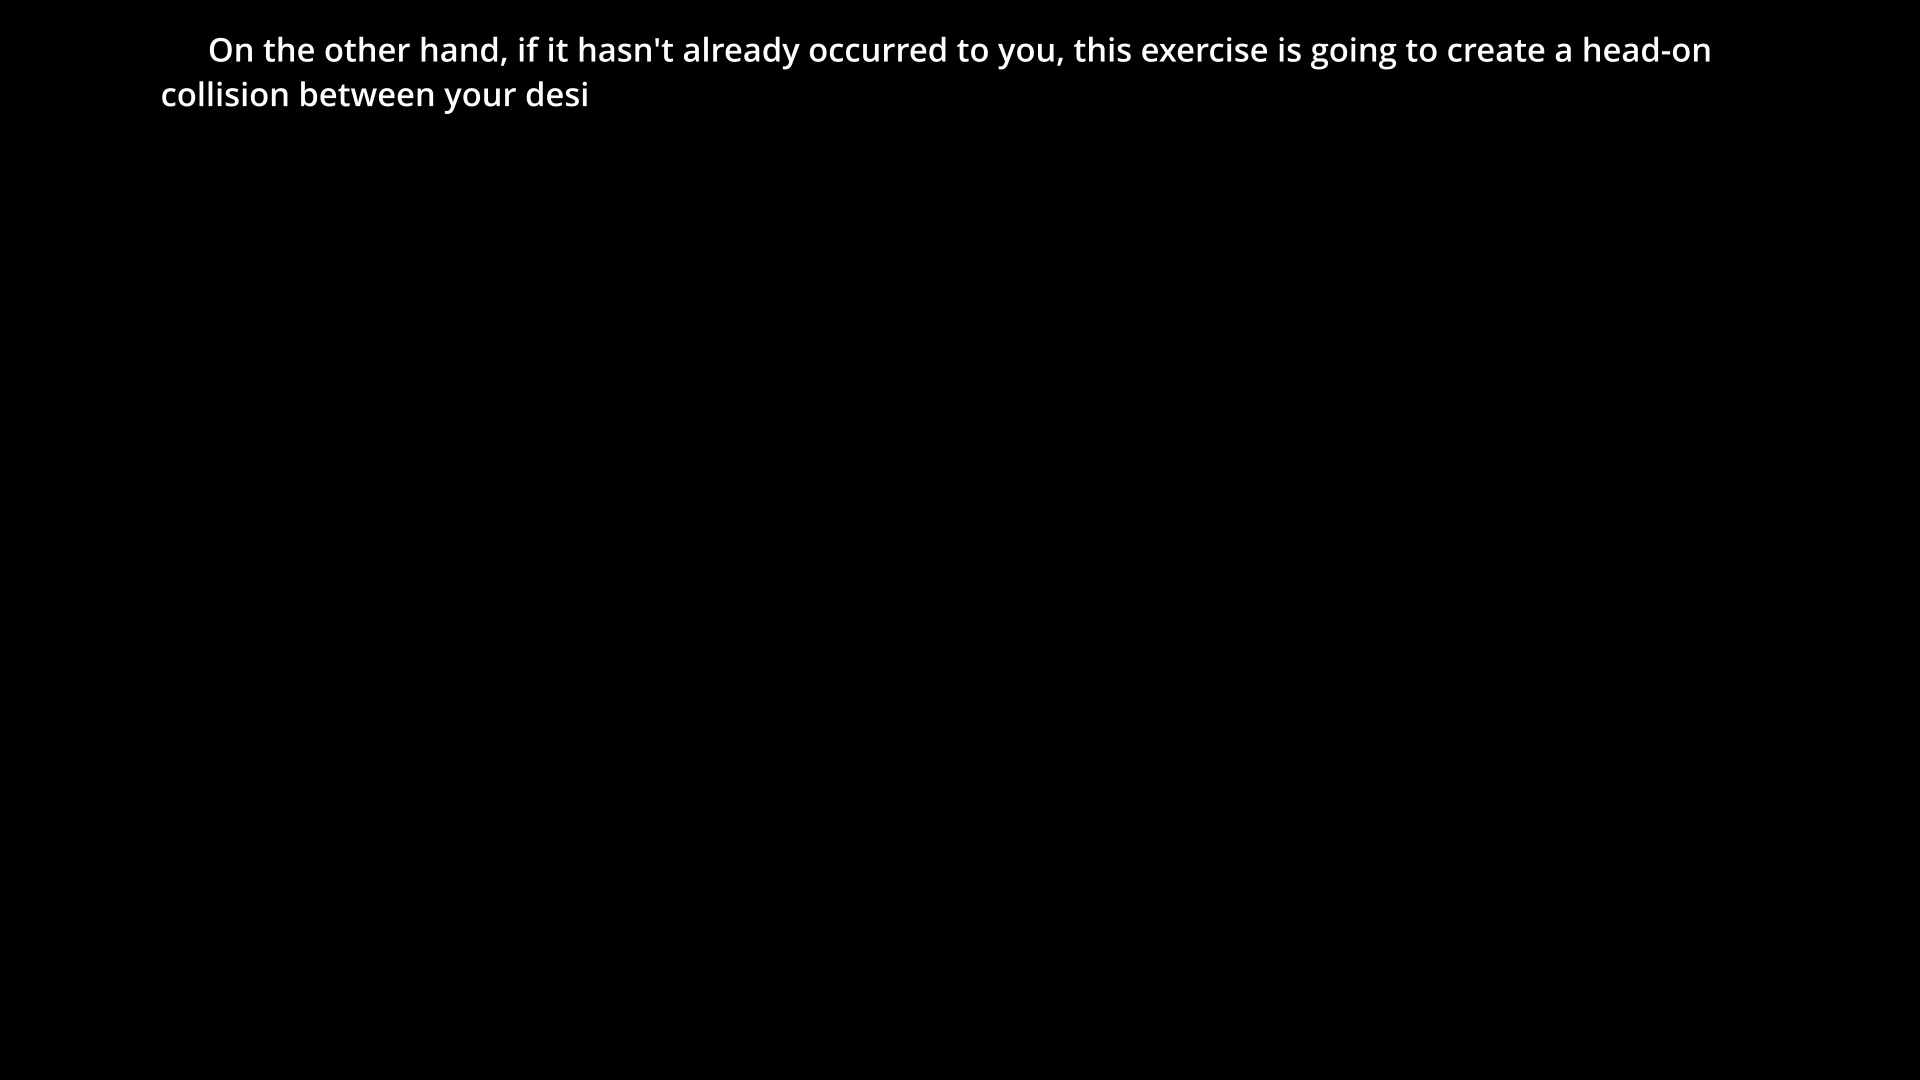 On the other hand, if it hasn't already occurred to you, this exercise is going to create a head-on
collision between your desi